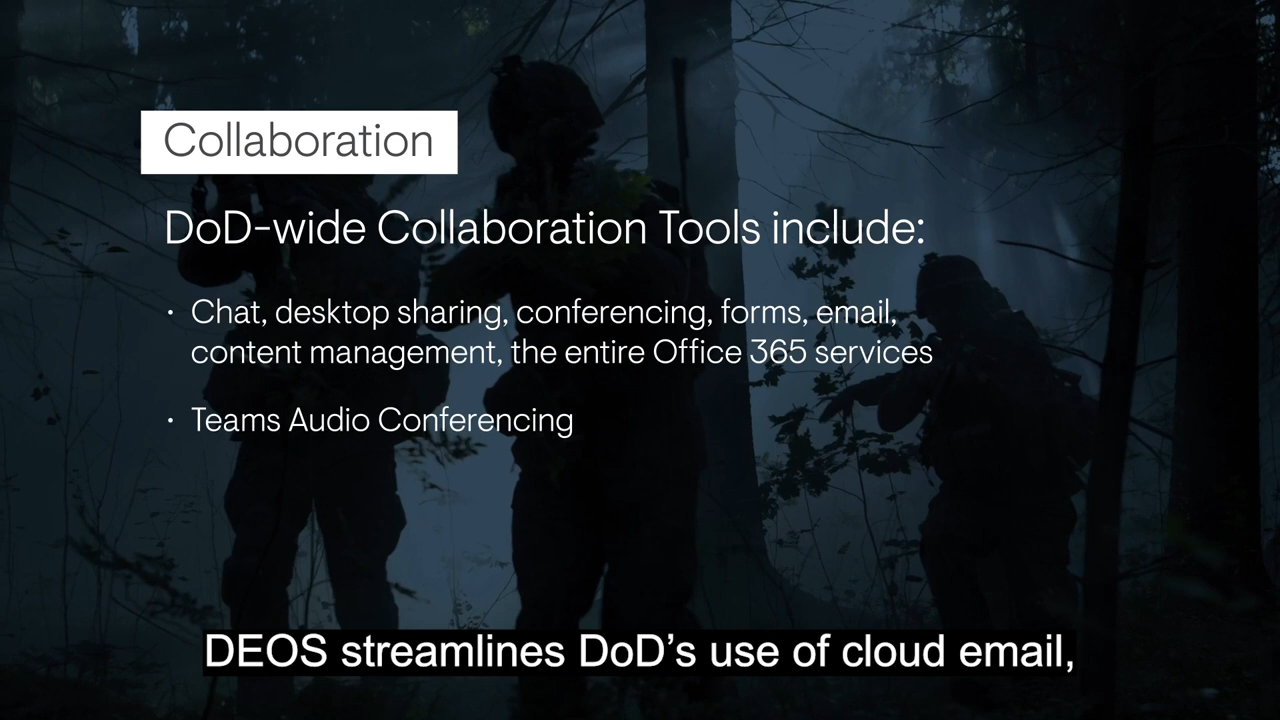 Collaboration
DoD-wide Collaboration Tools include:
• Chat, desktop sharing, conferencing, forms, email,
content management, the entire Office 365 services
• Teams Audio Conferencing
DEOS streamlines DoD’s use of cloud email,